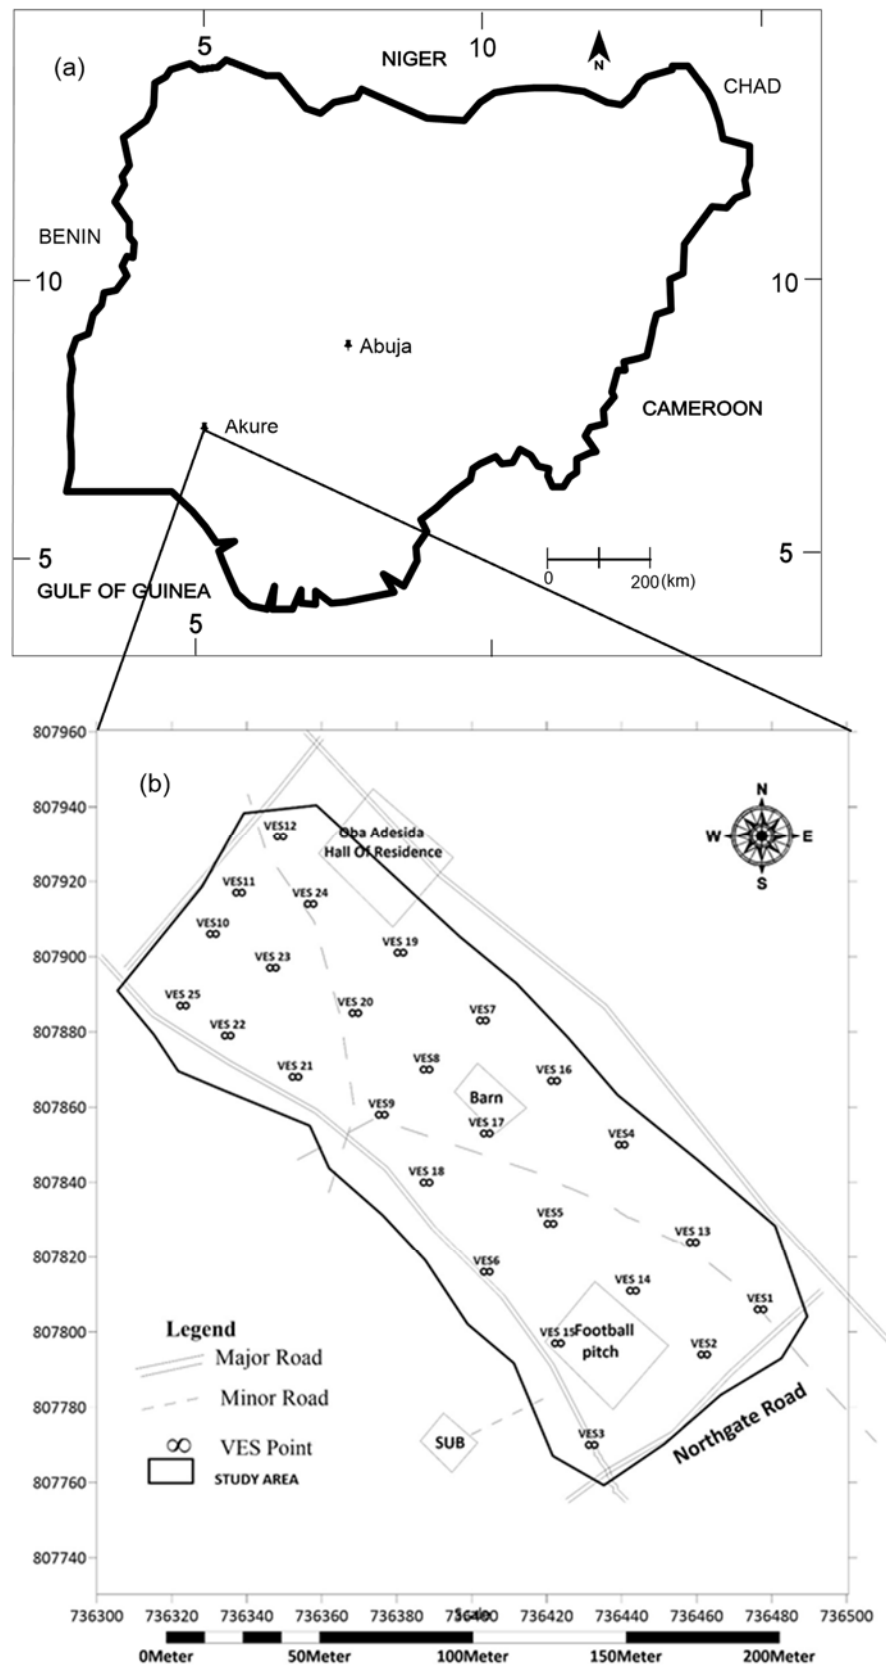 5
10
(a)
NIGER
N
CHAD
BENIN
10
10
Abuja
Akure
CAMEROON
5
5
0
200(km)
GULF OF GUINEA
5
807960
(b)
N
W
E
S
807940
VES12
Oba Adesida
Hall Of Residence
807920
VES11
VES 24
VES10
807900
VES 19
VES 23
VES 25
VES 20
VES7
807880
VES 22
VES 21
VES8
VES 16
807860
VES9
Barn
VES 17
VES4
807840
VES 18
VES5
VES 13
807820
VES6
VES 14
VES1
807800
Legend
VES 15
Football
pitch
VES2
Major Road
807780
Minor Road
Northgate Road
VES3
SUB
VES Point
807760
STUDY AREA
807740
736300 736320 736340 736360 736380 736400 736420 736440 736460 736480 736500
Scale
0Meter 50Meter 100Meter 150Meter 200Meter